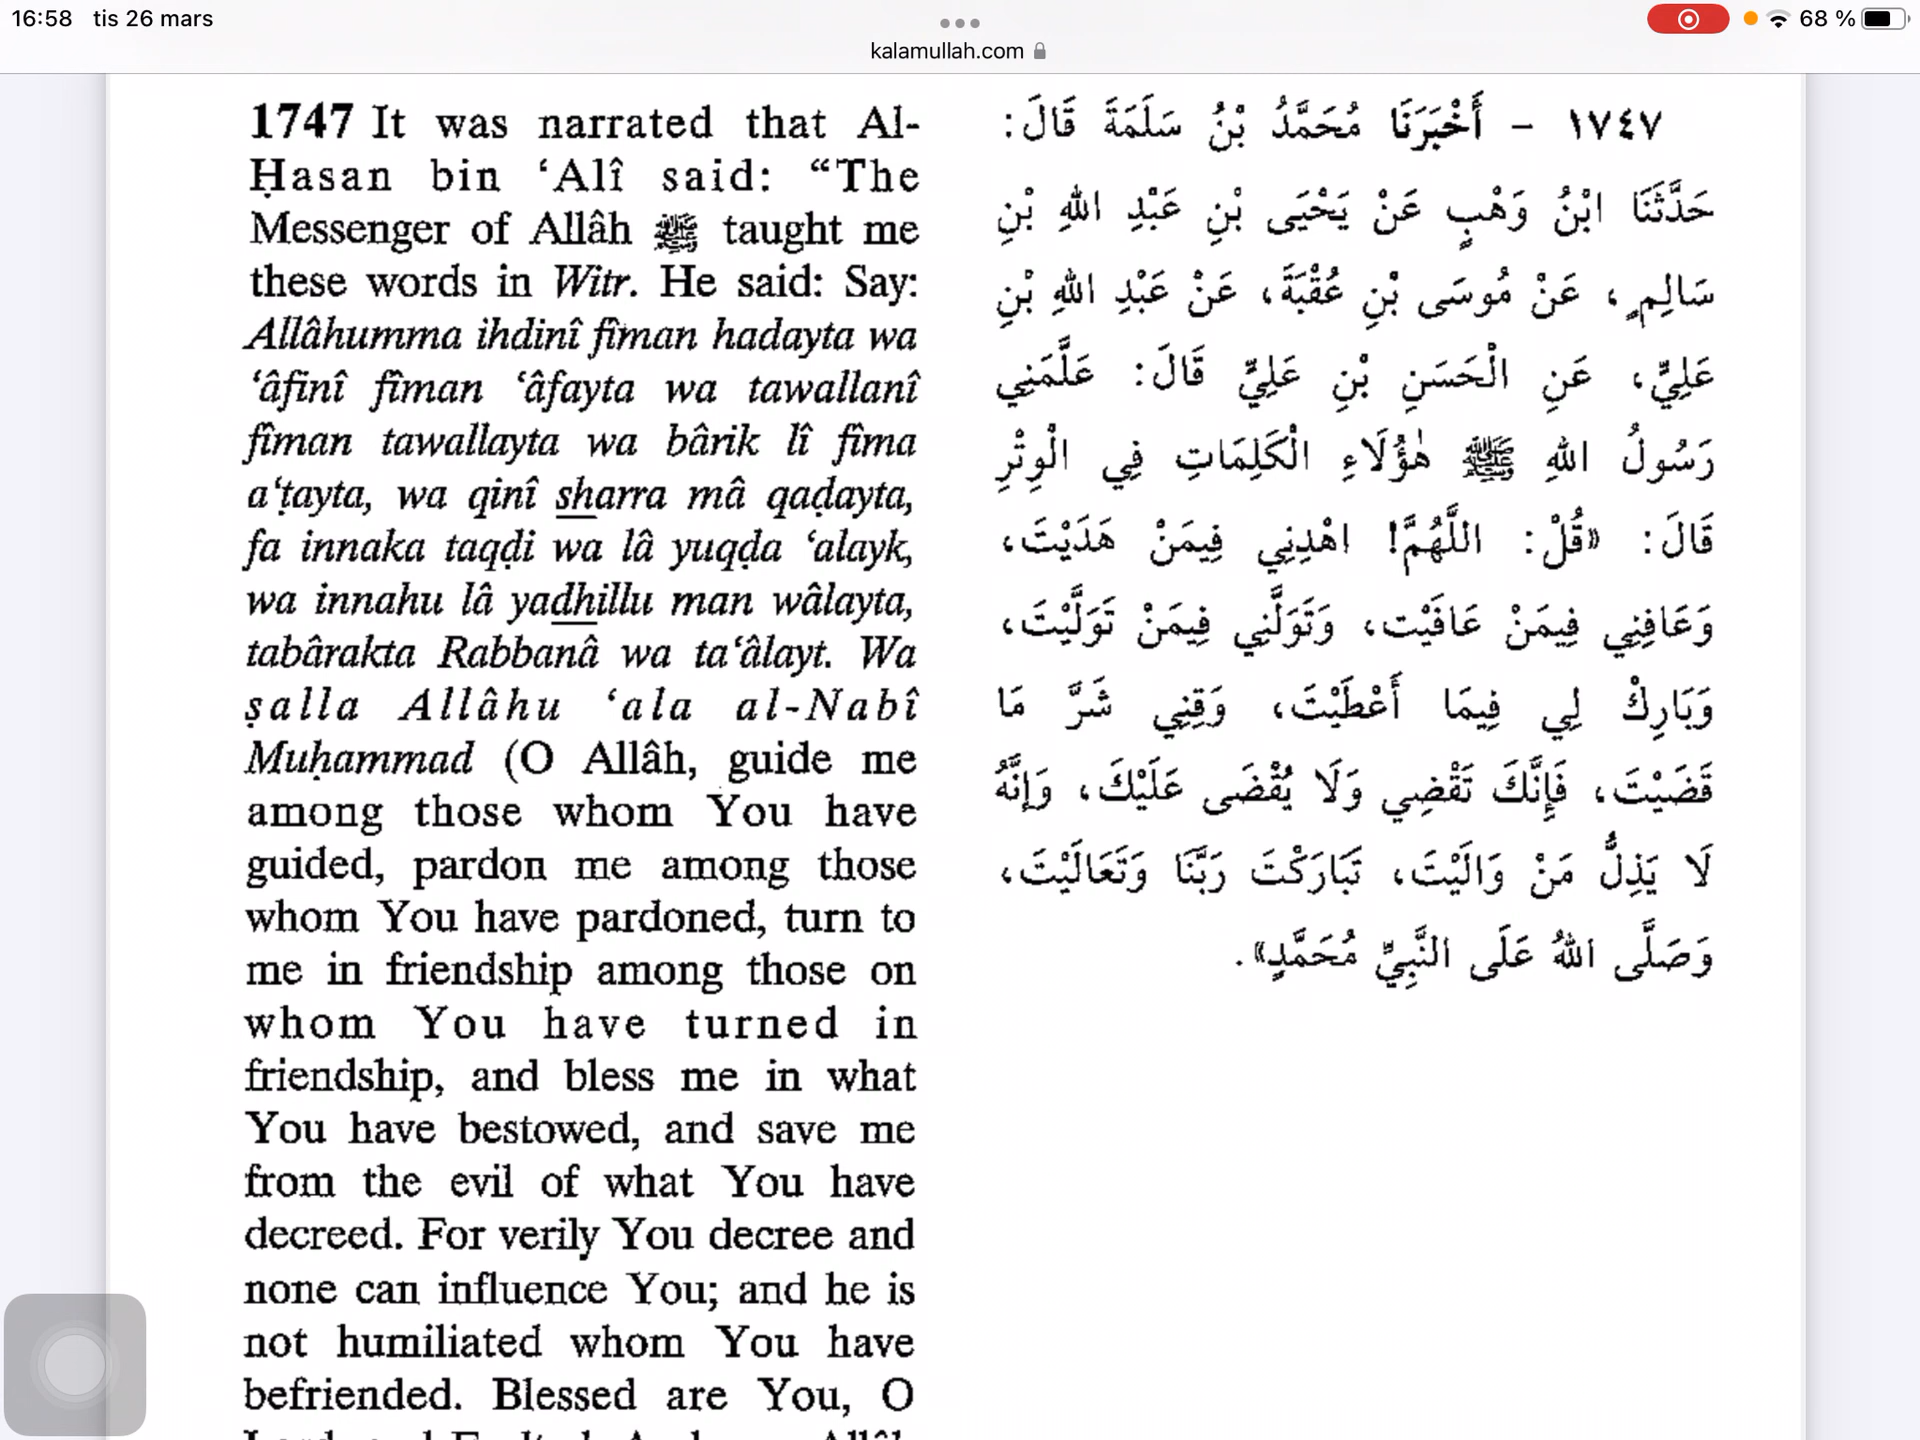 16:58 tis 26 mars
68 %
kalamullah.com
1747 It was narrated that Al-
Ḥasan bin ‘Alî said: “The
Messenger of Allâh ﷺ taught me
these words in Witr. He said: Say:
Allâhumma ihdinî fîman hadayta wa
‘âfinî fîman ‘âfayta wa tawallanî
fîman tawallayta wa bârik lî fîma
a‘ṭayta, wa qinî sharra mâ qaḍayta,
fa innaka taqḍi wa lâ yuqḍa ‘alayk,
wa innahu lâ yadhillu man wâlayta,
tabârakta Rabbanâ wa ta‘âlayt. Wa
ṣalla Allâhu ‘ala al-Nabî
Muḥammad (O Allâh, guide me
among those whom You have
guided, pardon me among those
whom You have pardoned, turn to
me in friendship among those on
whom You have turned in
friendship, and bless me in what
You have bestowed, and save me
from the evil of what You have
decreed. For verily You decree and
none can influence You; and he is
not humiliated whom You have
befriended. Blessed are You, O
١٧٤٧ – أَخْبَرَنَا مُحَمَّدُ بْنُ سَلَمَةَ قَالَ:
حَدَّثَنَا ابْنُ وَهْبٍ عَنْ يَحْيَى بْنِ عَبْدِ اللهِ بْنِ
سَالِمٍ، عَنْ مُوسَى بْنِ عُقْبَةَ، عَنْ عَبْدِ اللهِ بْنِ
عَلِيٍّ، عَنِ الْحَسَنِ بْنِ عَلِيٍّ قَالَ: عَلَّمَنِي
رَسُولُ اللهِ ﷺ هٰؤُلَاءِ الْكَلِمَاتِ فِي الْوِتْرِ
قَالَ: «قُلْ: اللَّهُمَّ! اهْدِنِي فِيمَنْ هَدَيْتَ،
وَعَافِنِي فِيمَنْ عَافَيْت، وَتَوَلَّنِي فِيمَنْ تَوَلَّيْتَ،
وَبَارِكْ لِي فِيمَا أَعْطَيْتَ، وَقِنِي شَرَّ مَا
قَضَيْتَ، فَإِنَّكَ تَقْضِي وَلَا يُقْضَى عَلَيْكَ، وَإِنَّهُ
لَا يَذِلُّ مَنْ وَالَيْتَ، تَبَارَكْتَ رَبَّنَا وَتَعَالَيْتَ،
وَصَلَّى اللهُ عَلَى النَّبِيِّ مُحَمَّدٍ».